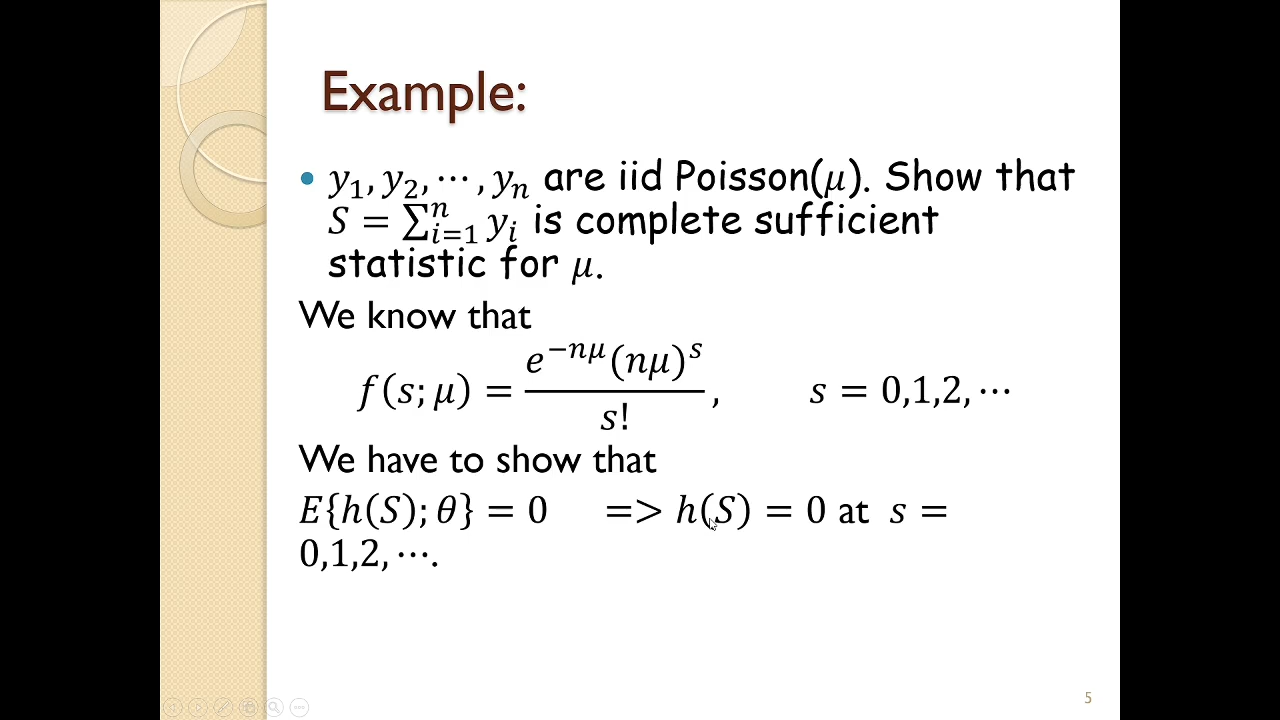 Example:
• y₁, y₂, ⋯ , yₙ are iid Poisson(μ). Show that
S = ∑ⁿᵢ₌₁ yᵢ is complete sufficient
statistic for μ.
We know that
f(s; μ) = e^{−nμ}(nμ)^s / s! , s = 0,1,2, ⋯
We have to show that
E{h(S); θ} = 0 => h(S) = 0 at s =
0,1,2, ⋯.
5